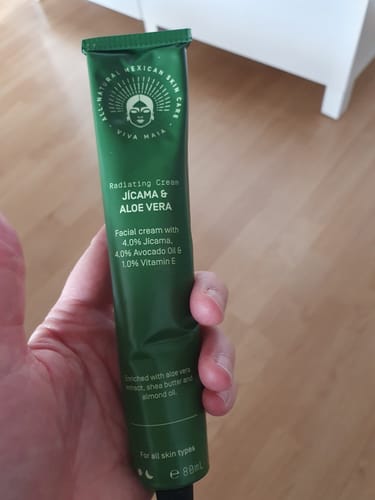 · ALL-NATURAL MEXICAN SKIN CARE ·
VIVA MAIA
Radiating Cream
JÍCAMA &
ALOE VERA
Facial cream with
4.0% Jícama,
4.0% Avocado Oil &
1.0% Vitamin E
Enriched with aloe vera
extract, shea butter and
almond oil.
For all skin types
℮ 80mL